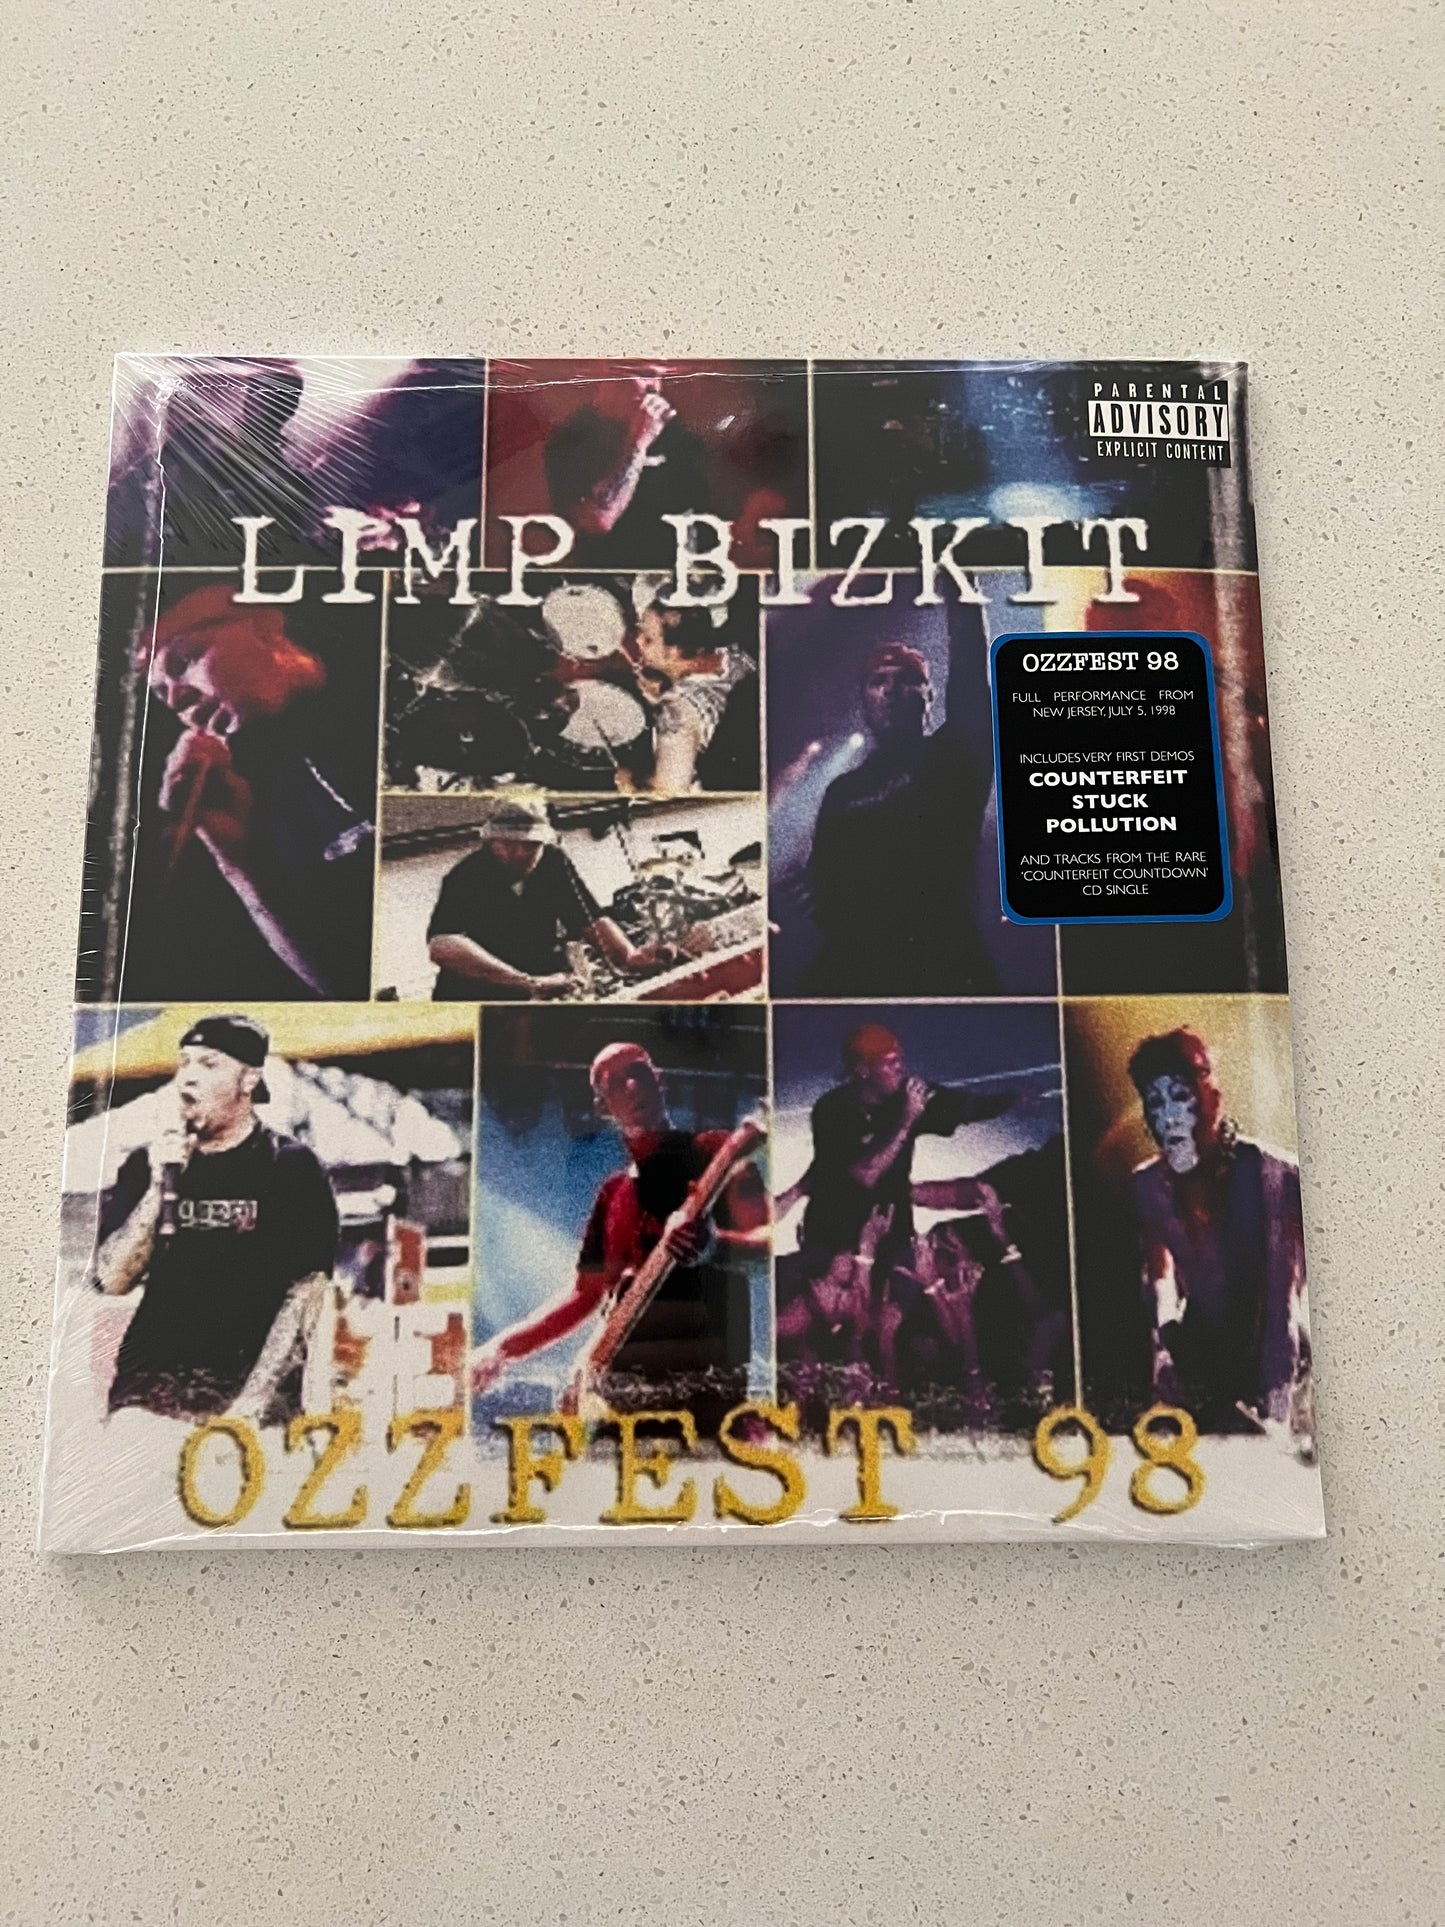 PARENTAL
ADVISORY
EXPLICIT CONTENT
LIMP BIZKIT
OZZFEST 98
FULL PERFORMANCE FROM
NEW JERSEY, JULY 5, 1998
INCLUDES VERY FIRST DEMOS
COUNTERFEIT
STUCK
POLLUTION
AND TRACKS FROM THE RARE
'COUNTERFEIT COUNTDOWN'
CD SINGLE
OZZFEST 98